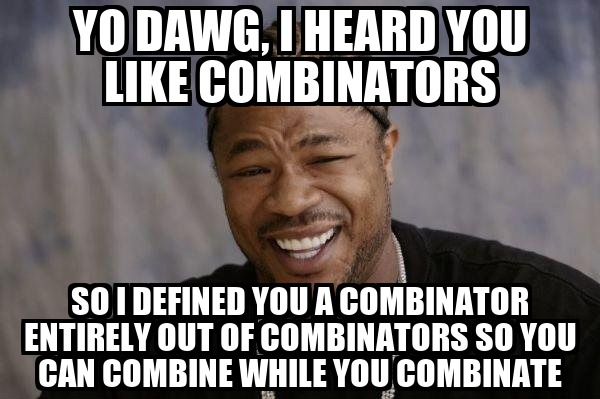 YO DAWG, I HEARD YOU
LIKE COMBINATORS
SO I DEFINED YOU A COMBINATOR
ENTIRELY OUT OF COMBINATORS SO YOU
CAN COMBINE WHILE YOU COMBINATE